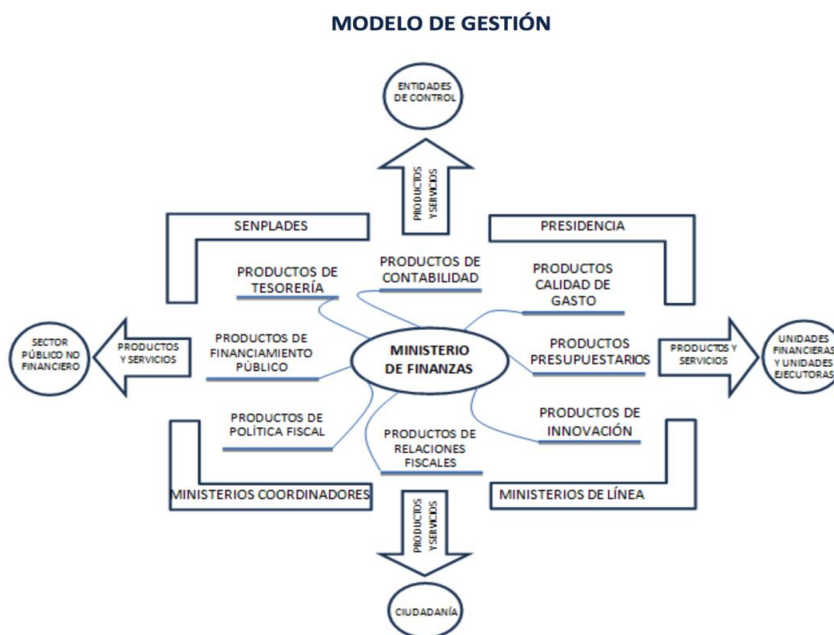 MODELO DE GESTIÓN
ENTIDADES
DE CONTROL
PRODUCTOS
Y SERVICIOS
SENPLADES
PRESIDENCIA
PRODUCTOS DE
TESORERÍA
PRODUCTOS DE
CONTABILIDAD
PRODUCTOS
CALIDAD DE
GASTO
SECTOR
PÚBLICO NO
FINANCIERO
PRODUCTOS
Y SERVICIOS
PRODUCTOS DE
FINANCIAMIENTO
PÚBLICO
MINISTERIO
DE FINANZAS
PRODUCTOS
PRESUPUESTARIOS
PRODUCTOS Y
SERVICIOS
UNIDADES
FINANCIERAS
Y UNIDADES
EJECUTORAS
PRODUCTOS DE
POLÍTICA FISCAL
PRODUCTOS DE
RELACIONES
FISCALES
PRODUCTOS DE
INNOVACIÓN
MINISTERIOS COORDINADORES
MINISTERIOS DE LÍNEA
PRODUCTOS
Y SERVICIOS
CIUDADANÍA